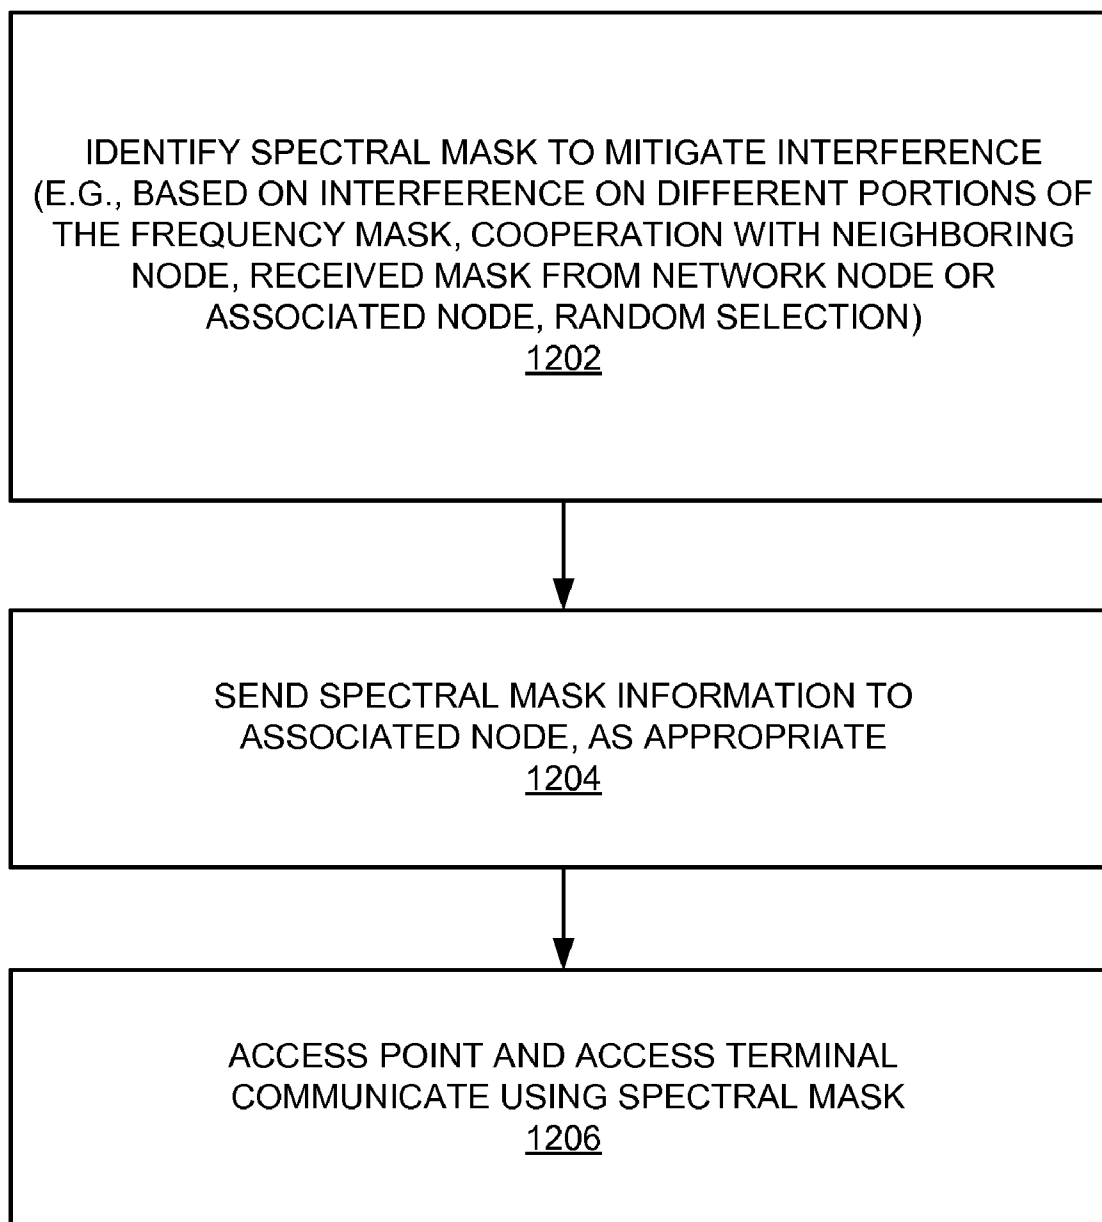 IDENTIFY SPECTRAL MASK TO MITIGATE INTERFERENCE
(E.G., BASED ON INTERFERENCE ON DIFFERENT PORTIONS OF
THE FREQUENCY MASK, COOPERATION WITH NEIGHBORING
NODE, RECEIVED MASK FROM NETWORK NODE OR
ASSOCIATED NODE, RANDOM SELECTION)
1202
SEND SPECTRAL MASK INFORMATION TO
ASSOCIATED NODE, AS APPROPRIATE
1204
ACCESS POINT AND ACCESS TERMINAL
COMMUNICATE USING SPECTRAL MASK
1206